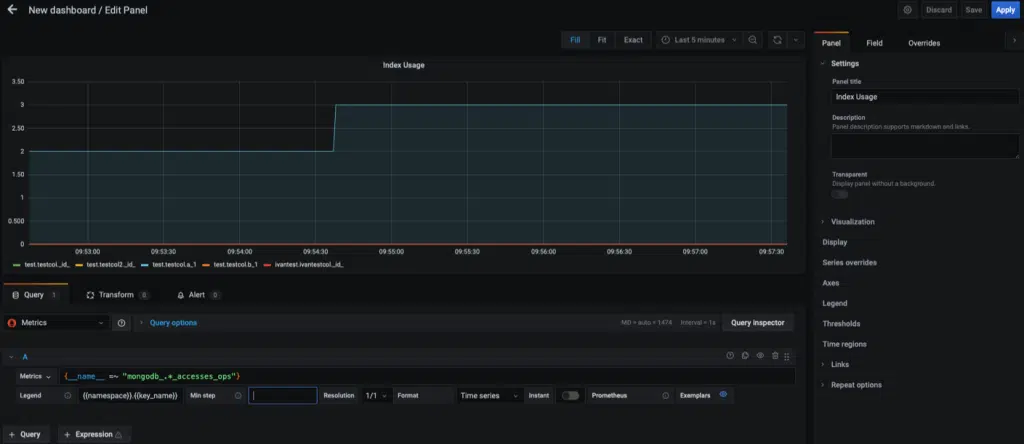 New dashboard / Edit Panel
Discard
Save
Apply
Fill
Fit
Exact
Last 5 minutes
Index Usage
3.50
3
2.50
2
1.50
1
0.500
0
09:53:00
09:53:30
09:54:00
09:54:30
09:55:00
09:55:30
09:56:00
09:56:30
09:57:00
09:57:30
test.testcol._id_
test.testcol2._id_
test.testcol.a_1
test.testcol.b_1
ivantest.ivantestcol._id_
Query 1
Transform 0
Alert 0
Metrics
Query options
MD = auto = 1474
Interval = 1s
Query inspector
A
Metrics
{__name__ =~ "mongodb_.*_accesses_ops"}
Legend
{{namespace}}.{{key_name}}
Min step
Resolution
1/1
Format
Time series
Instant
Prometheus
Exemplars
+ Query
+ Expression
Panel
Field
Overrides
Settings
Panel title
Index Usage
Description
Panel description supports markdown and links.
Transparent
Display panel without a background.
Visualization
Display
Series overrides
Axes
Legend
Thresholds
Time regions
Links
Repeat options